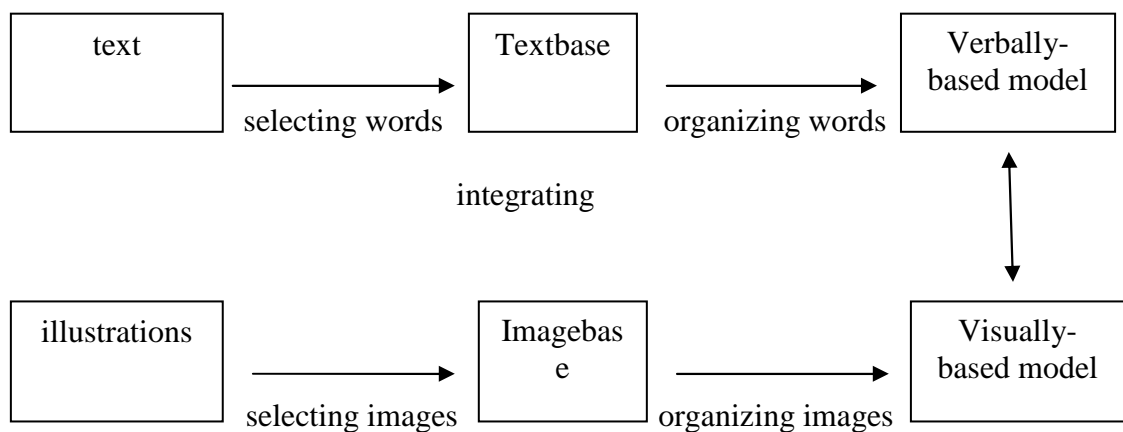 text
Textbase
Verbally-
based model
selecting words
organizing words
integrating
illustrations
Imagebas
e
Visually-
based model
selecting images
organizing images